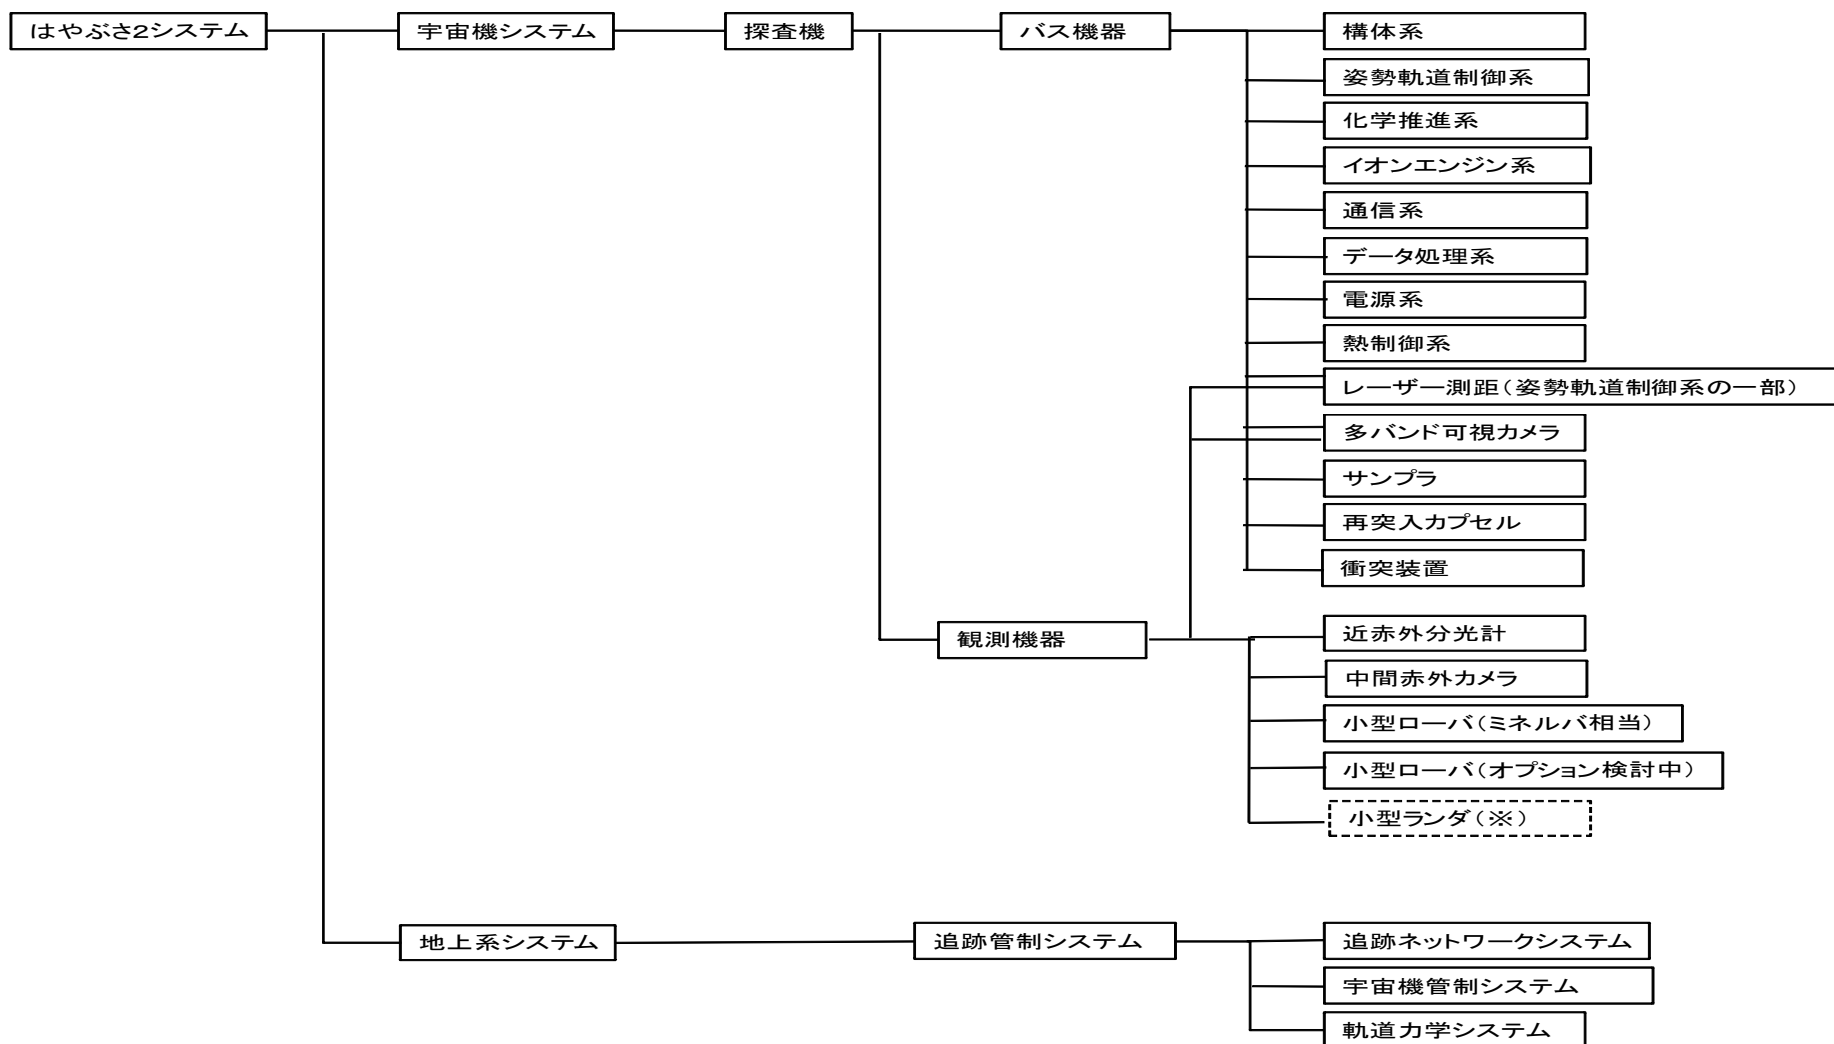 はやぶさ2システム
宇宙機システム
探査機
バス機器
構体系
姿勢軌道制御系
化学推進系
イオンエンジン系
通信系
データ処理系
電源系
熱制御系
レーザー測距(姿勢軌道制御系の一部)
多バンド可視カメラ
サンプラ
再突入カプセル
衝突装置
観測機器
近赤外分光計
中間赤外カメラ
小型ローバ(ミネルバ相当)
小型ローバ(オプション検討中)
小型ランダ(※)
地上系システム
追跡管制システム
追跡ネットワークシステム
宇宙機管制システム
軌道力学システム